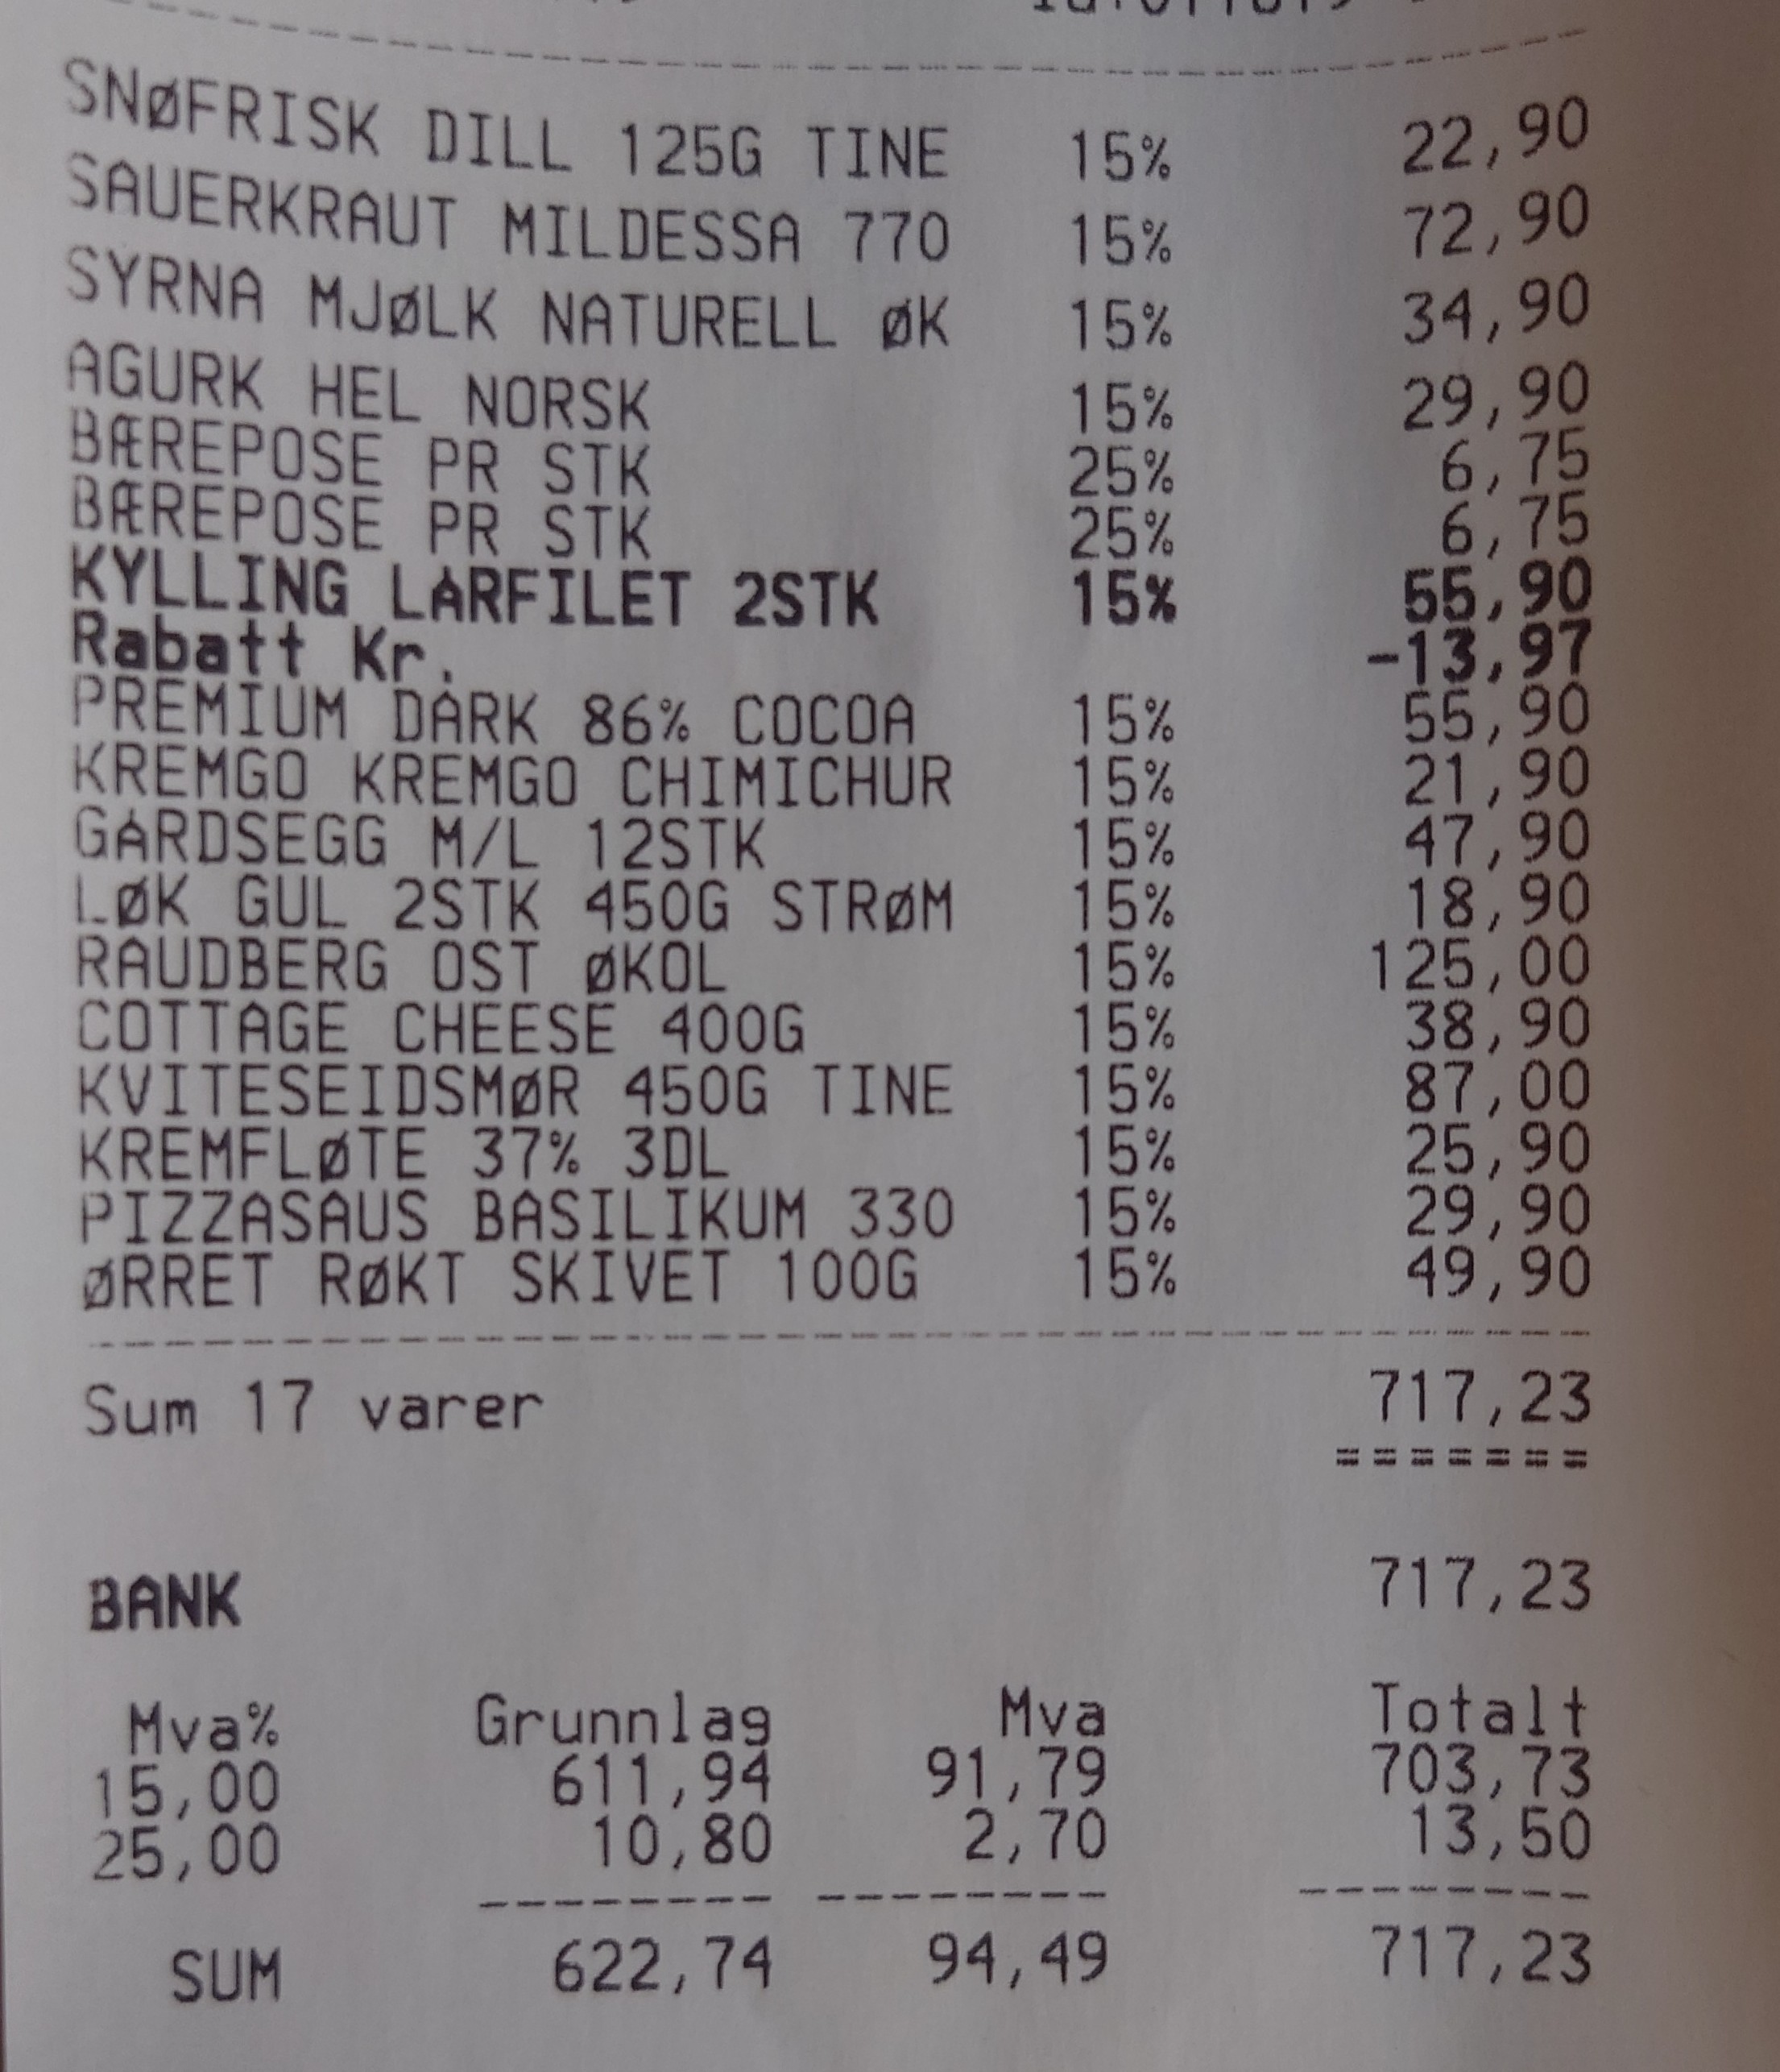 SNØFRISK DILL 125G TINE 15% 22,90
SAUERKRAUT MILDESSA 770 15% 72,90
SYRNA MJØLK NATURELL ØK 15% 34,90
AGURK HEL NORSK 15% 29,90
BÆREPOSE PR STK 25% 6,75
BÆREPOSE PR STK 25% 6,75
KYLLING LÅRFILET 2STK 15% 55,90
Rabatt Kr. -13,97
PREMIUM DARK 86% COCOA 15% 55,90
KREMGO KREMGO CHIMICHUR 15% 21,90
GÅRDSEGG M/L 12STK 15% 47,90
LØK GUL 2STK 450G STRØM 15% 18,90
RAUDBERG OST ØKOL 15% 125,00
COTTAGE CHEESE 400G 15% 38,90
KVITESEIDSMØR 450G TINE 15% 87,00
KREMFLØTE 37% 3DL 15% 25,90
PIZZASAUS BASILIKUM 330 15% 29,90
ØRRET RØKT SKIVET 100G 15% 49,90
Sum 17 varer 717,23
=======
BANK 717,23
Mva% Grunnlag Mva Totalt
15,00 611,94 91,79 703,73
25,00 10,80 2,70 13,50
SUM 622,74 94,49 717,23